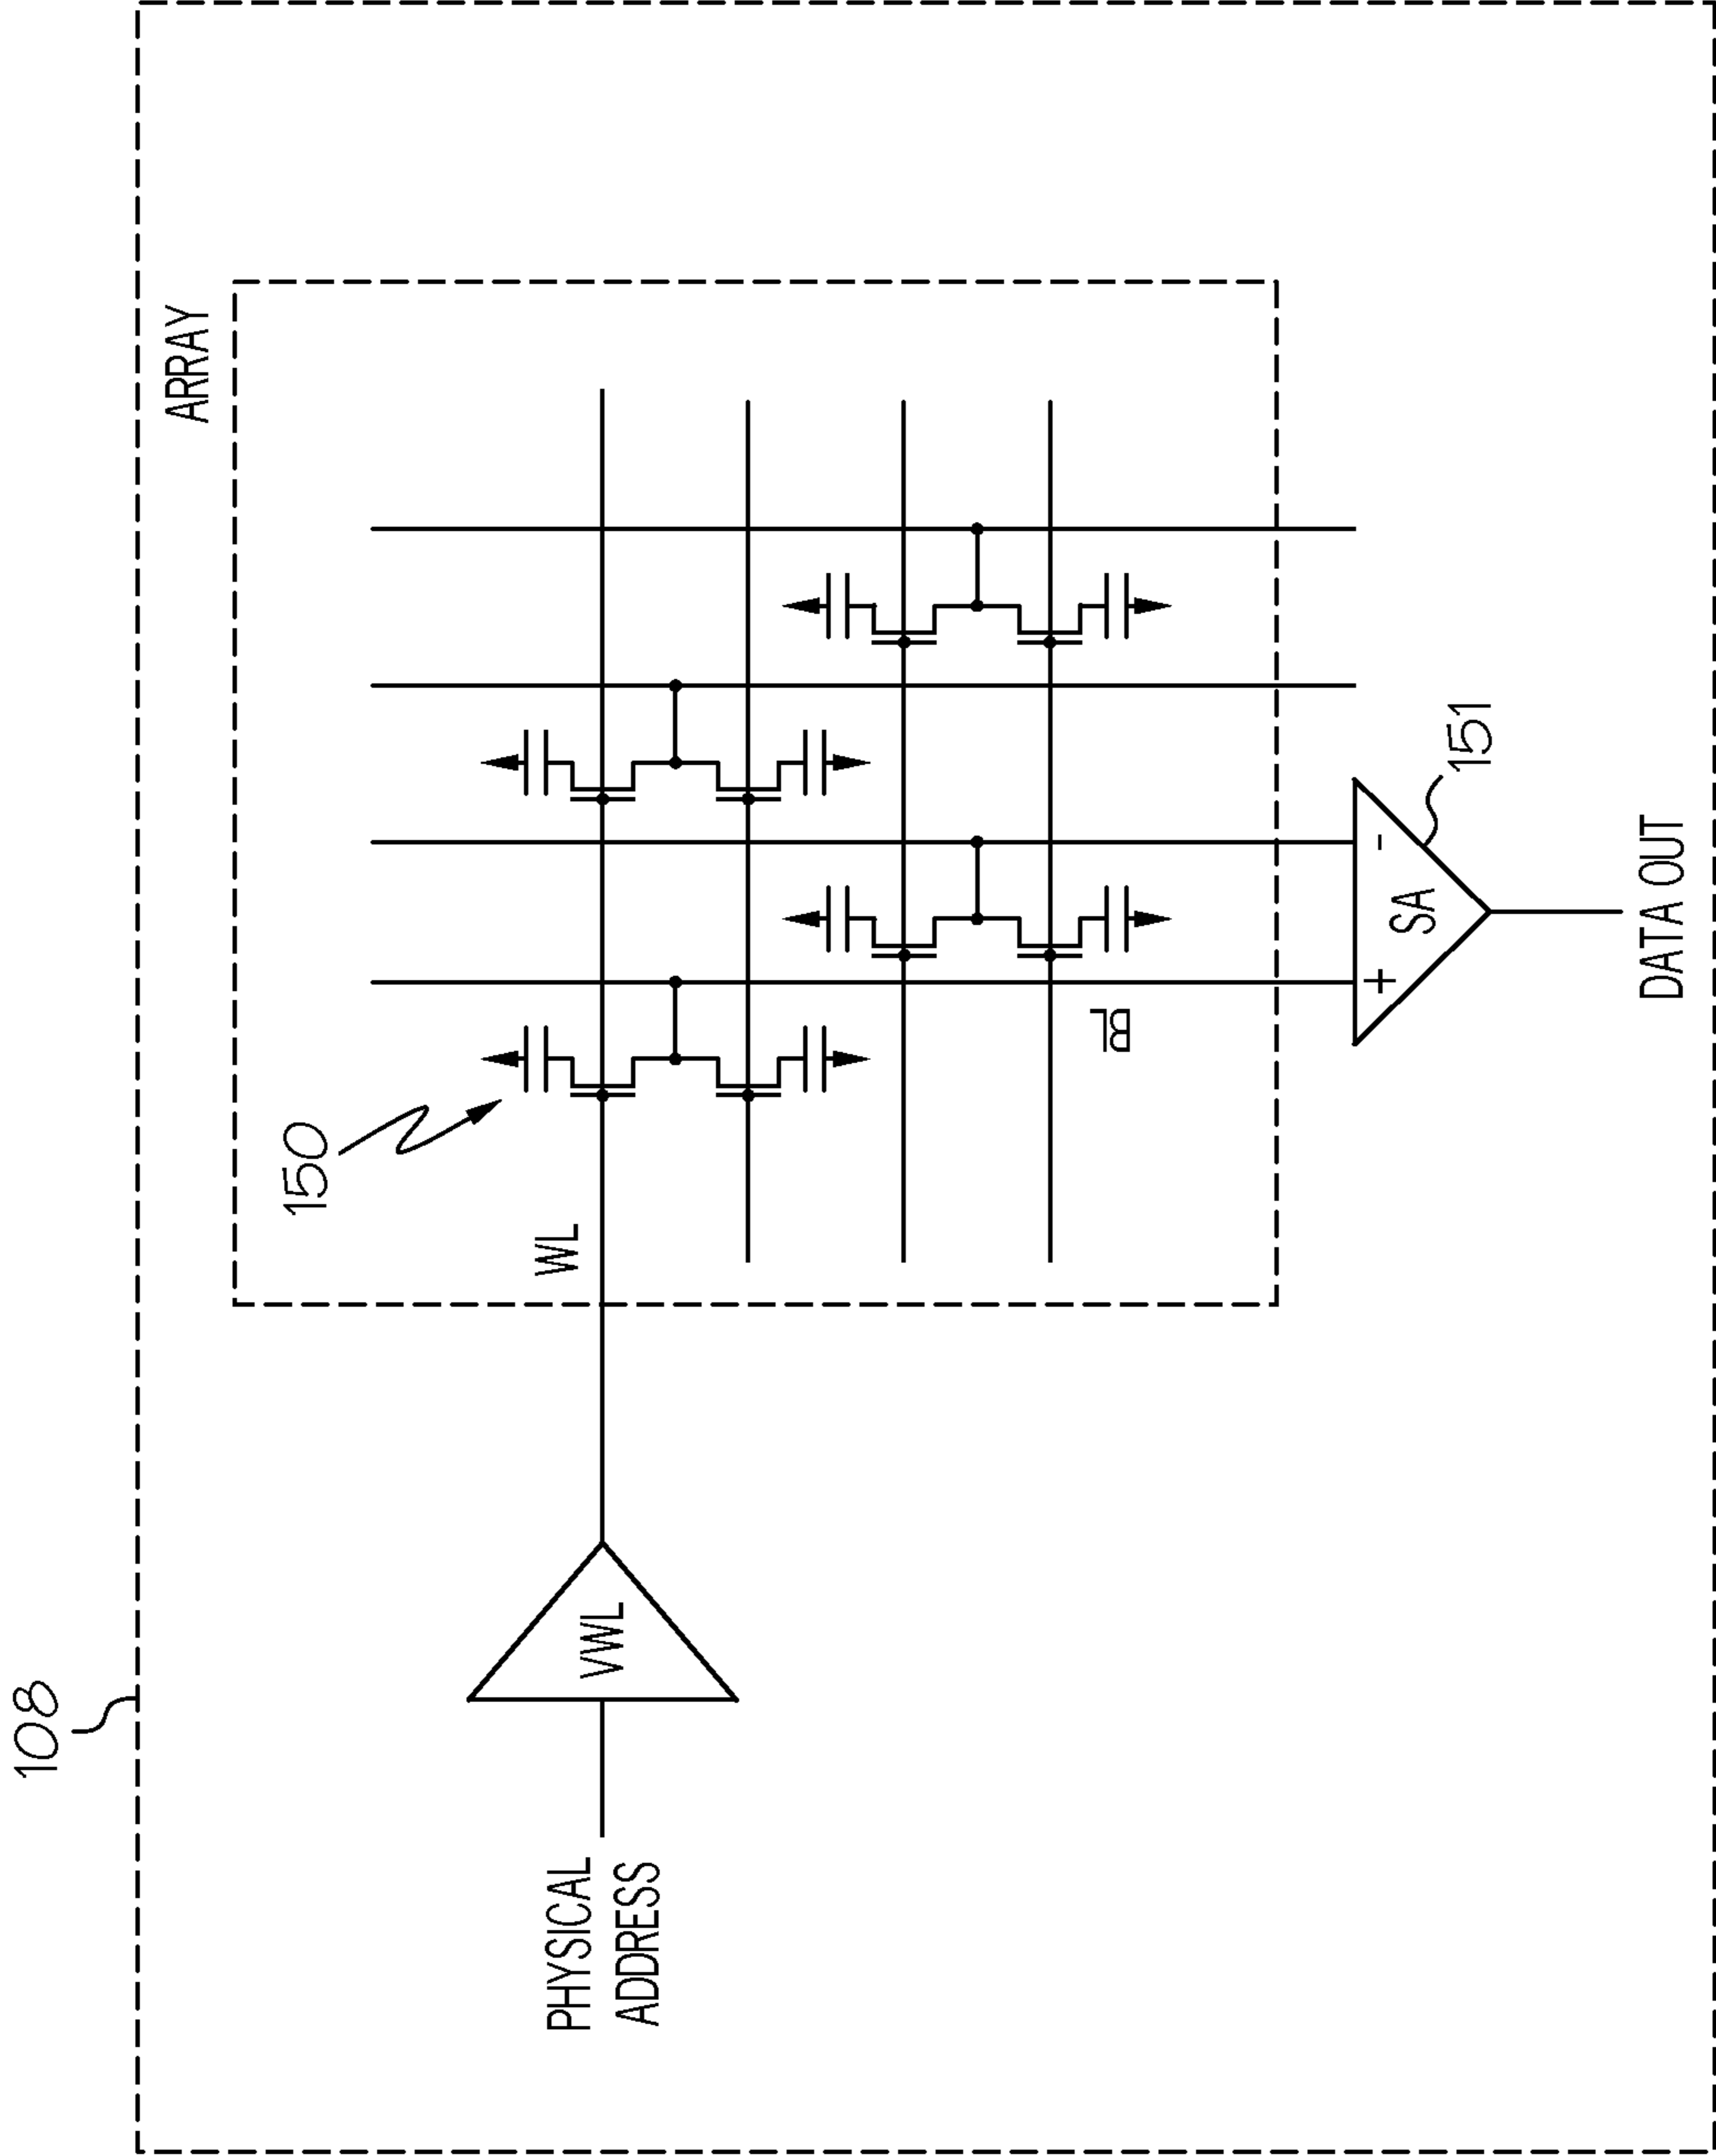 108
ARRAY
150
WL
VWL
PHYSICAL
ADDRESS
BL
+
-
SA
151
DATA OUT